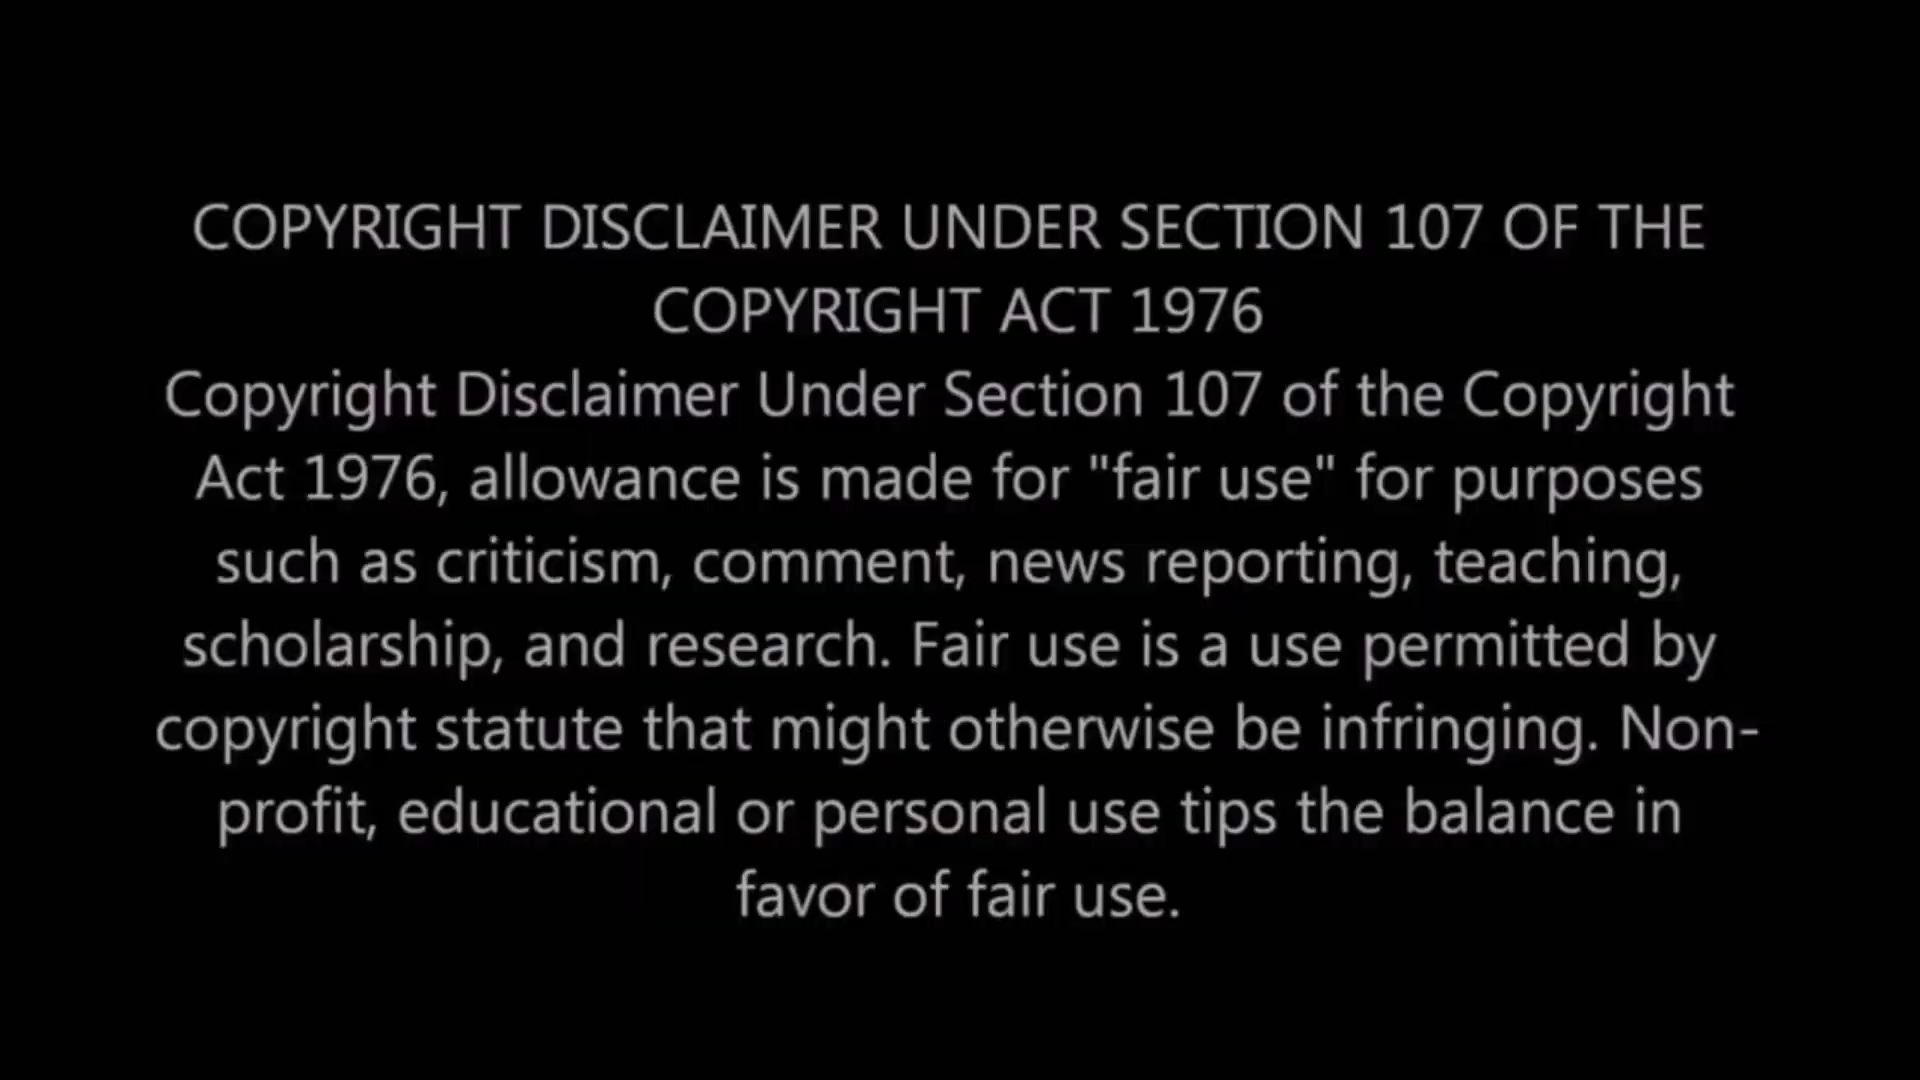 COPYRIGHT DISCLAIMER UNDER SECTION 107 OF THE
COPYRIGHT ACT 1976
Copyright Disclaimer Under Section 107 of the Copyright
Act 1976, allowance is made for "fair use" for purposes
such as criticism, comment, news reporting, teaching,
scholarship, and research. Fair use is a use permitted by
copyright statute that might otherwise be infringing. Non-
profit, educational or personal use tips the balance in
favor of fair use.